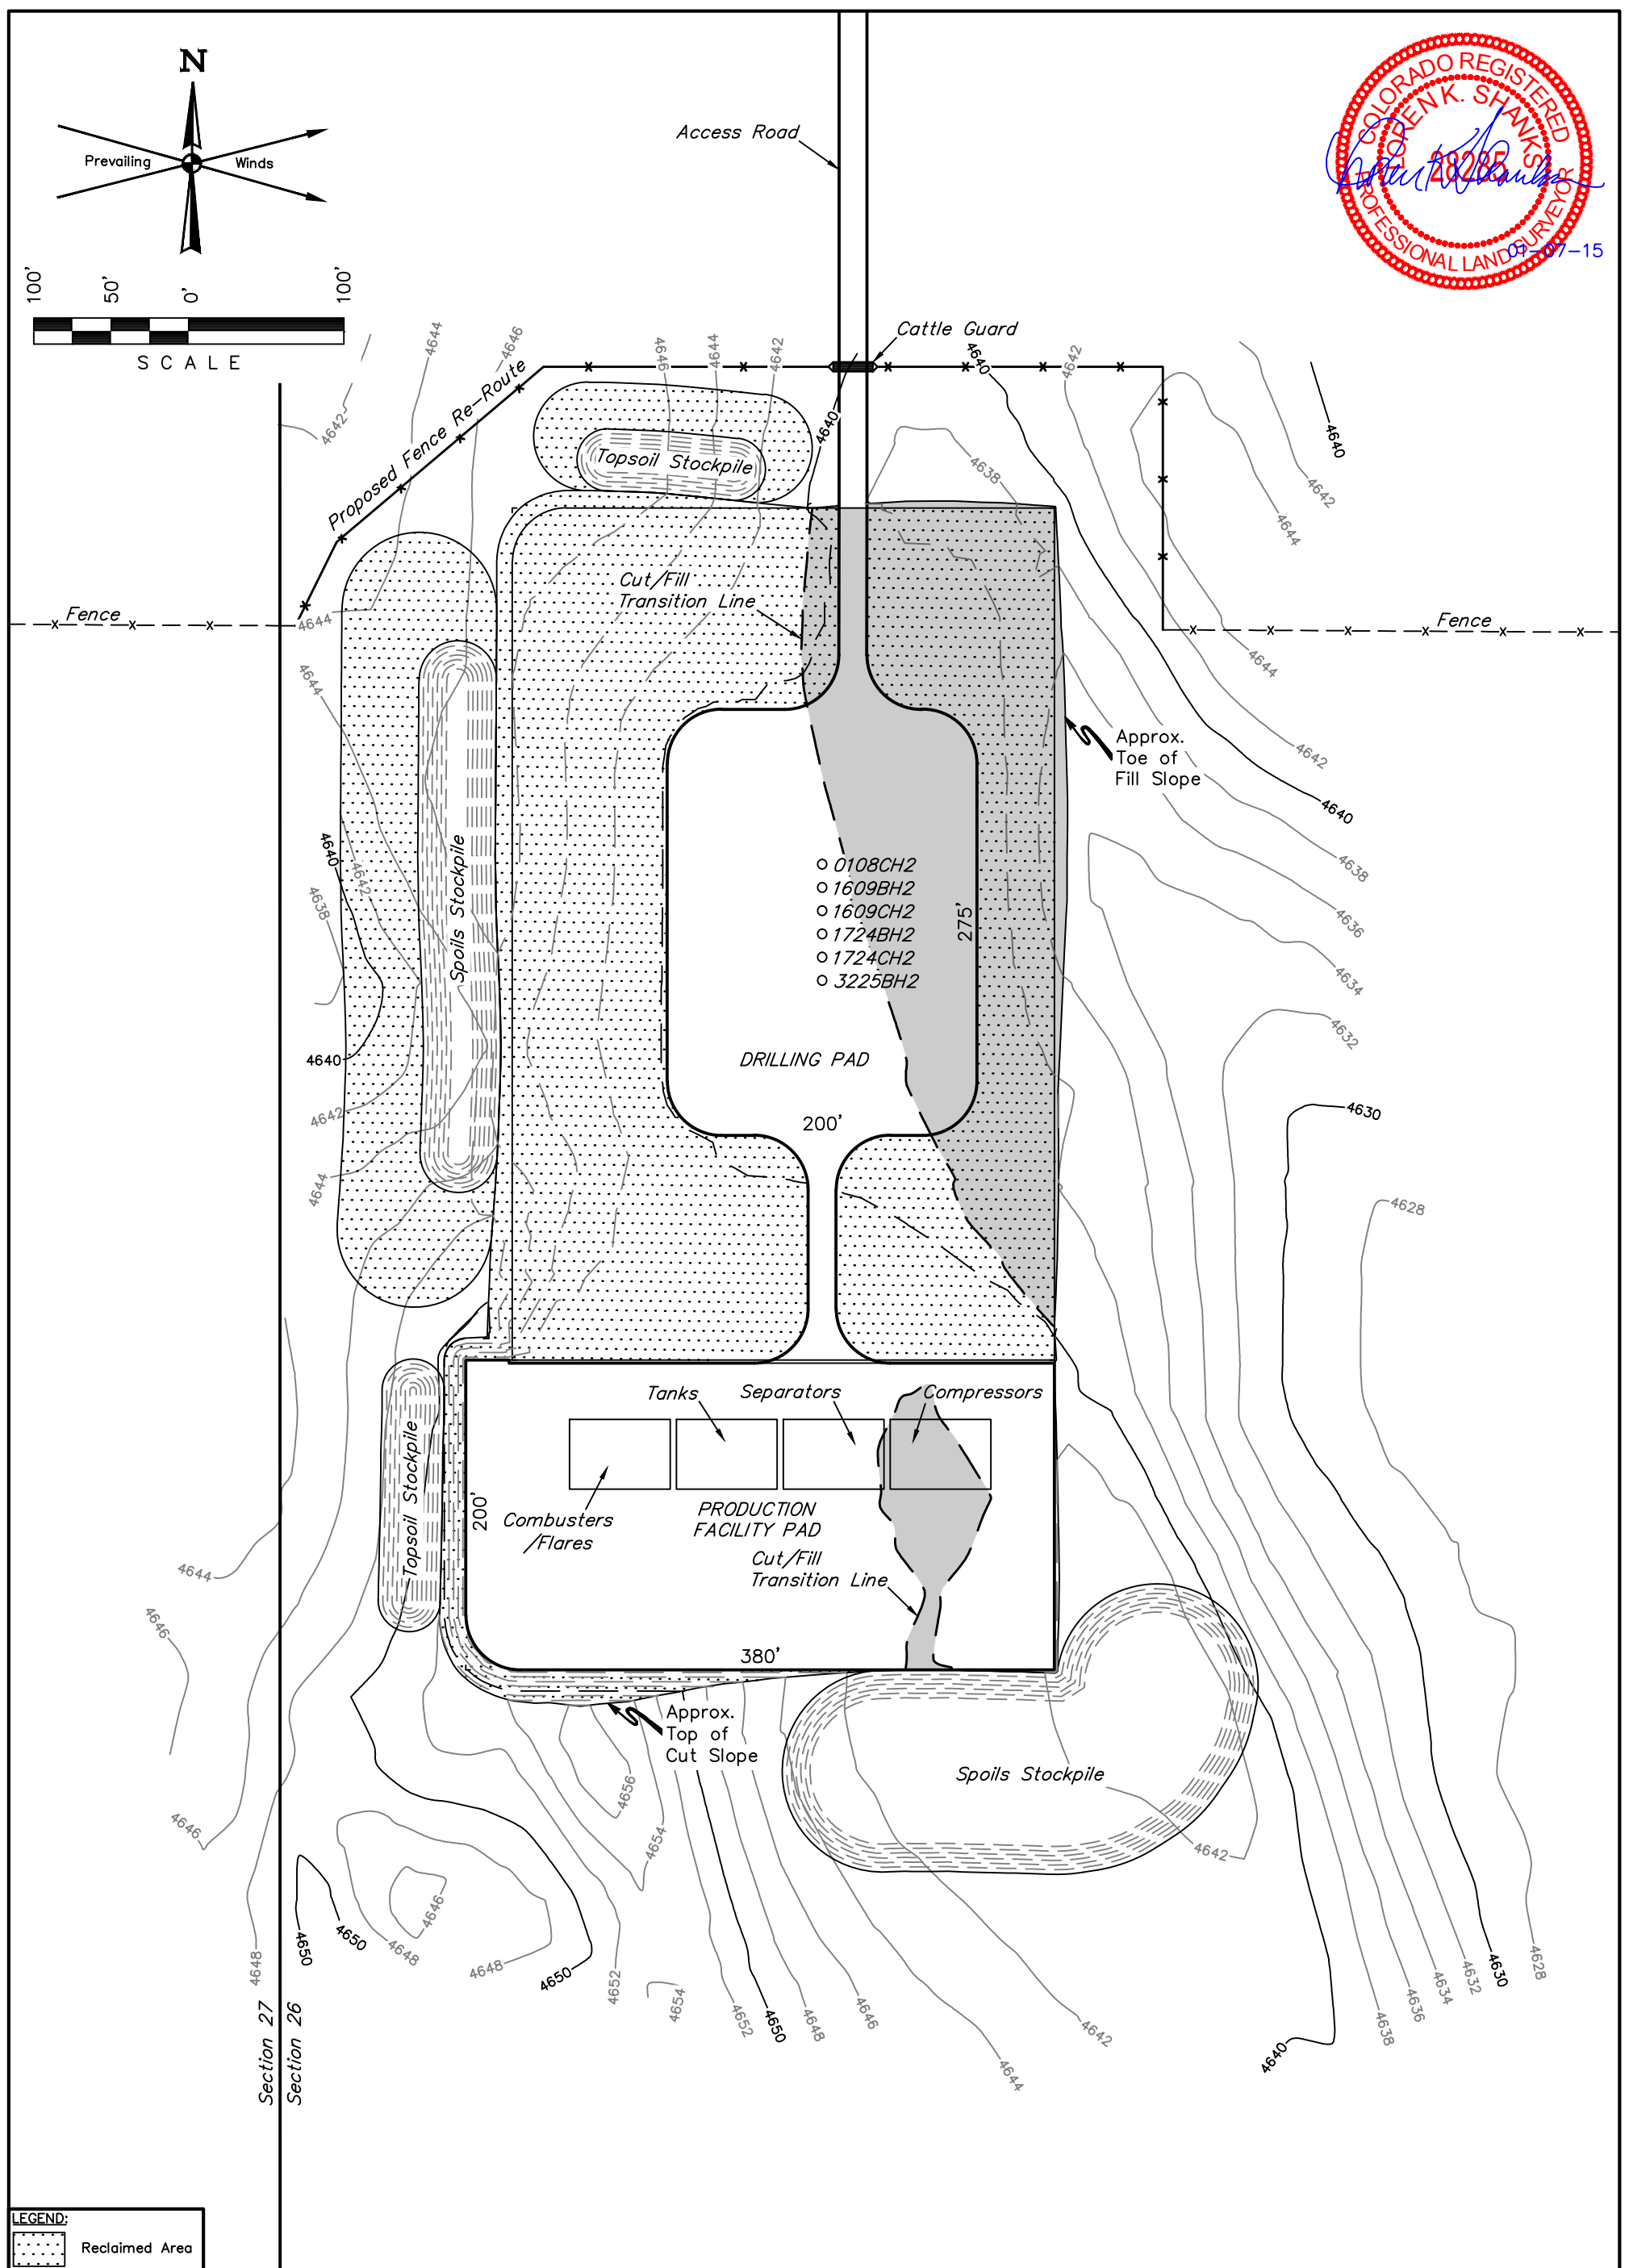 N
Prevailing Winds
100'
50'
0'
100'
SCALE
COLORADO REGISTERED
LOREN K. SHANKS
28285
PROFESSIONAL LAND SURVEYOR
01-07-15
Access Road
Cattle Guard
4644
4646
4646
4644
4642
4640
4642
4642
4640
4640
Proposed Fence Re-Route
Topsoil Stockpile
4638
4642
4644
Cut/Fill
Transition Line
Fence
4644
Fence
4644
4644
Approx.
Toe of
Fill Slope
4642
4640
4640
4642
4638
Spoils Stockpile
0108CH2
1609BH2
1609CH2
1724BH2
1724CH2
3225BH2
275'
4638
4636
4634
4632
4640
DRILLING PAD
4642
200'
4630
4644
4628
Tanks
Separators
Compressors
Topsoil Stockpile
200'
Combusters
/Flares
PRODUCTION
FACILITY PAD
Cut/Fill
Transition Line
4644
4646
380'
Approx.
Top of
Cut Slope
Spoils Stockpile
4656
4646
4654
4642
4646
4650
4648
4650
4648
4648
4650
4652
4654
4652
4650
4648
4646
4642
4644
4640
4638
4636
4634
4632
4630
4628
Section 27
Section 26
LEGEND:
Reclaimed Area